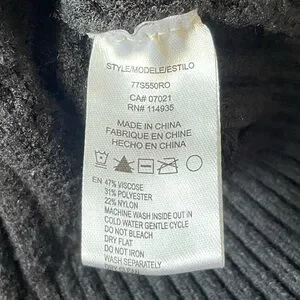 STYLE/MODELE/ESTILO
77S550RO
CA# 07021
RN# 114935
MADE IN CHINA
FABRIQUE EN CHINE
HECHO EN CHINA
EN 47% VISCOSE
31% POLYESTER
22% NYLON
MACHINE WASH INSIDE OUT IN
COLD WATER GENTLE CYCLE
DO NOT BLEACH
DRY FLAT
DO NOT IRON
WASH SEPARATELY